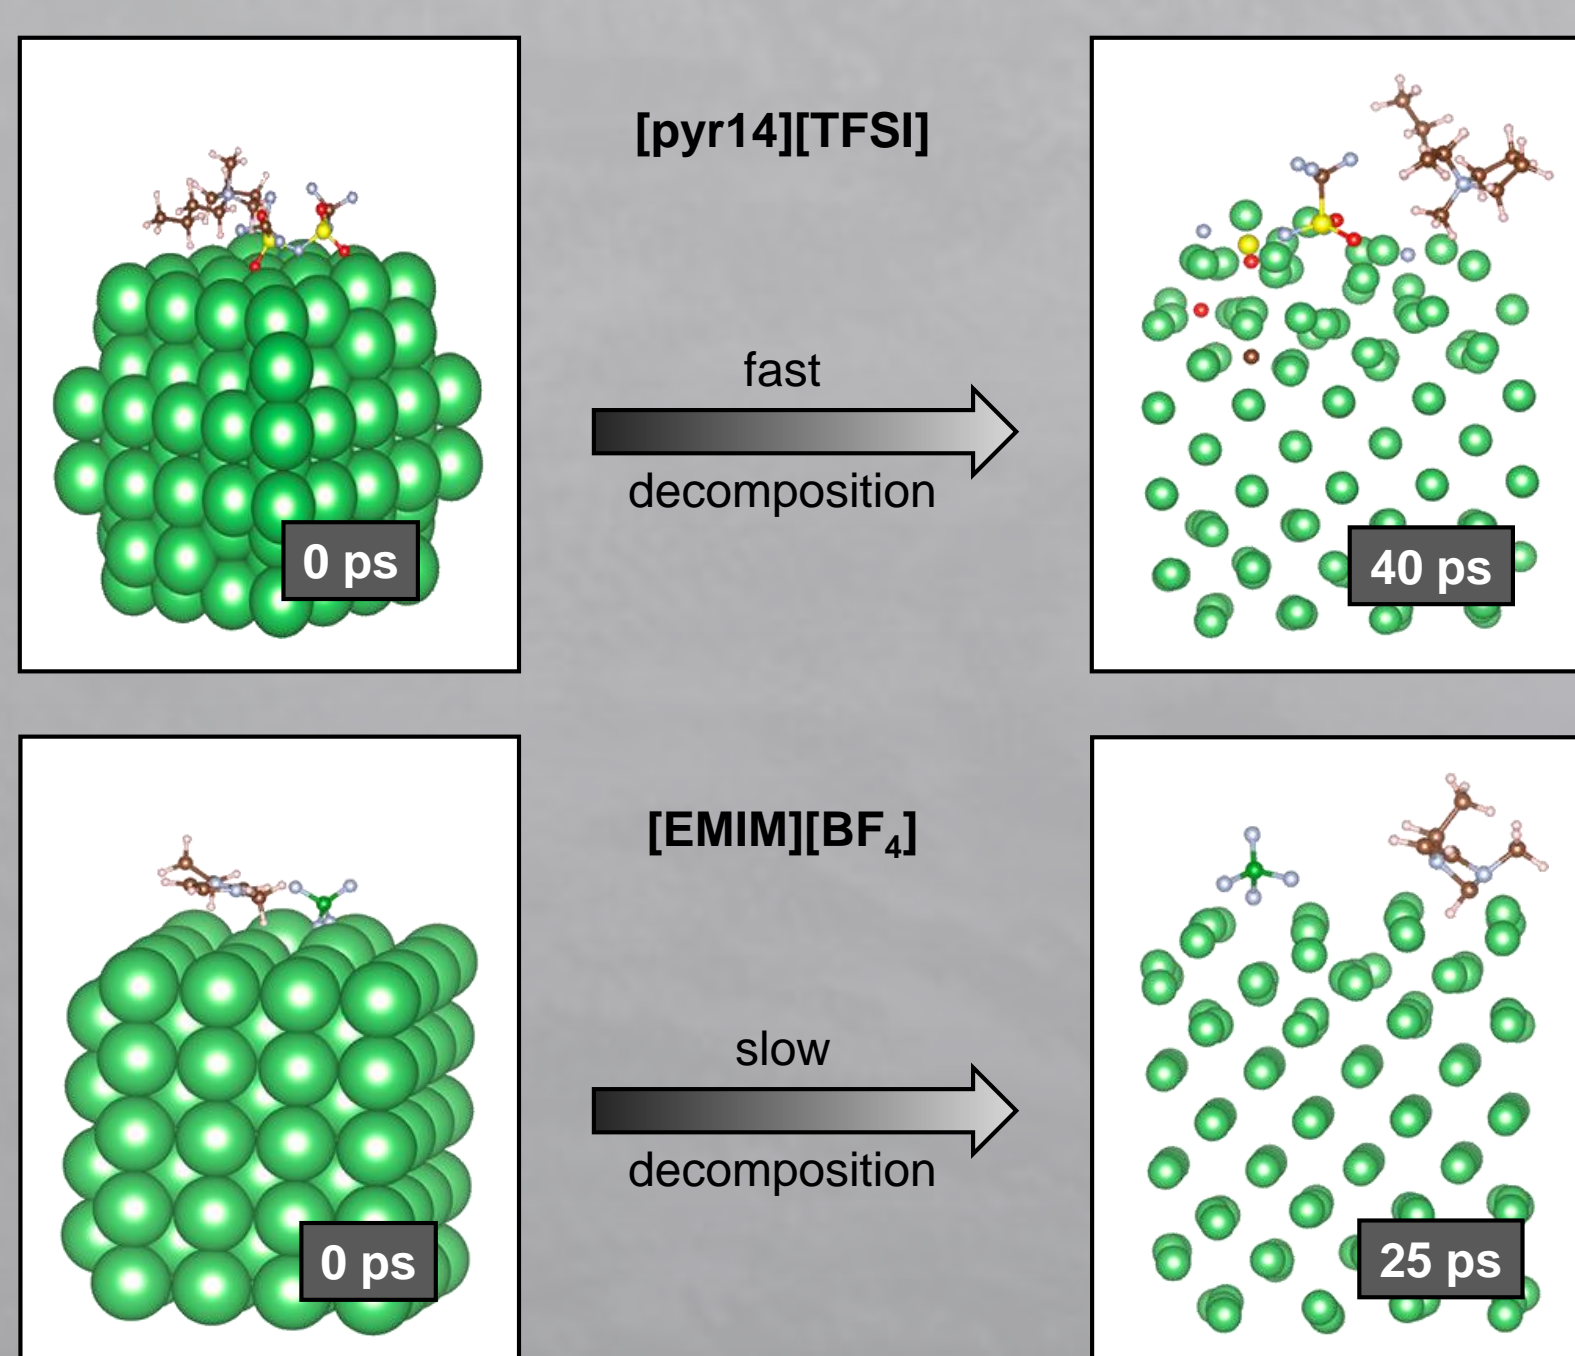 [pyr14][TFSI]
fast
decomposition
0 ps
40 ps
[EMIM][BF₄]
slow
decomposition
0 ps
25 ps